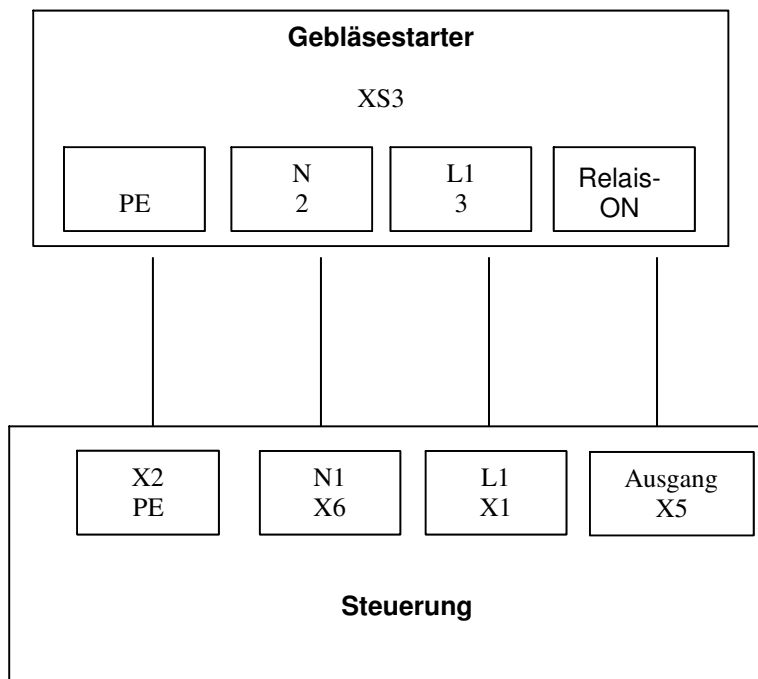 Gebläsestarter
XS3
PE
N
2
L1
3
Relais-
ON
X2
PE
N1
X6
L1
X1
Ausgang
X5
Steuerung